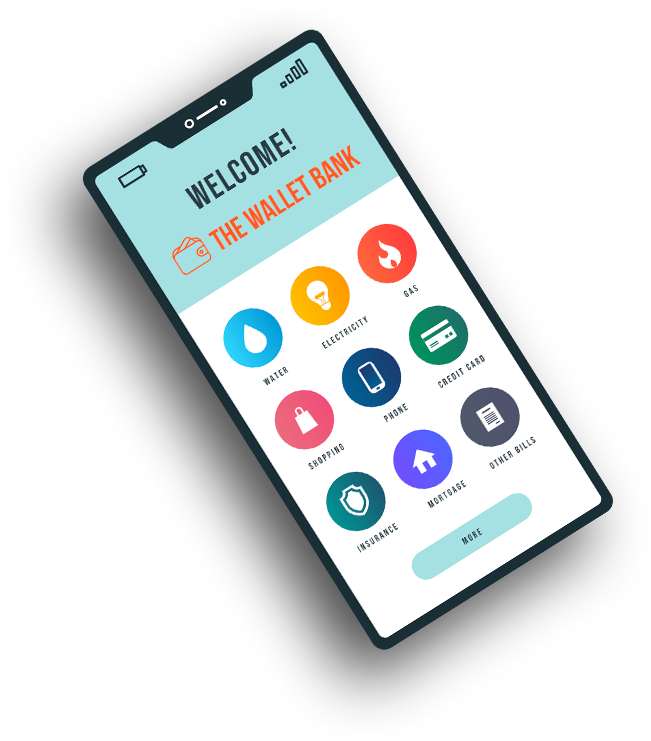 WELCOME!
THE WALLET BANK
WATER
ELECTRICITY
GAS
SHOPPING
PHONE
CREDIT CARD
INSURANCE
MORTGAGE
OTHER BILLS
MORE